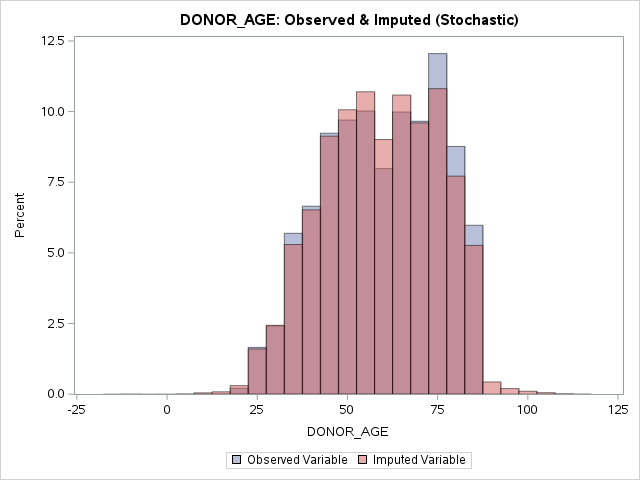 DONOR_AGE: Observed & Imputed (Stochastic)
12.5
10.0
7.5
5.0
2.5
0.0
Percent
-25 0 25 50 75 100 125
DONOR_AGE
Observed Variable Imputed Variable